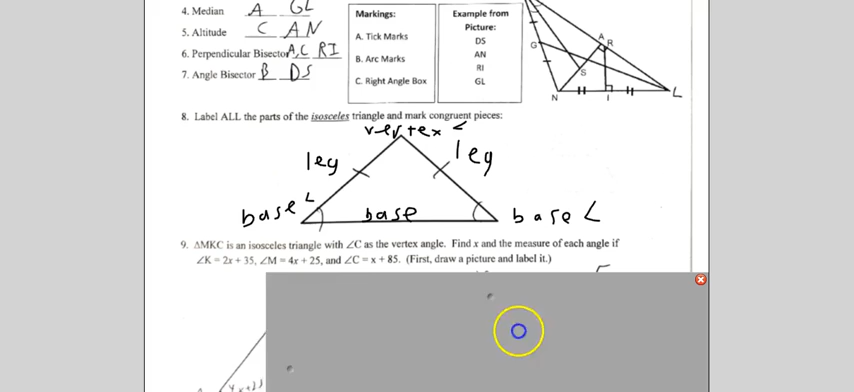 4. Median A GL
5. Altitude C AN
6. Perpendicular Bisector A,C RI
7. Angle Bisector B DS
Markings:
A. Tick Marks
B. Arc Marks
C. Right Angle Box
Example from
Picture:
DS
AN
RI
GL
G
A
R
S
N
I
L
8. Label ALL the parts of the isosceles triangle and mark congruent pieces:
vertex ∠
leg
leg
base ∠
base
base ∠
9. ΔMKC is an isosceles triangle with ∠C as the vertex angle. Find x and the measure of each angle if
∠K = 2x + 35, ∠M = 4x + 25, and ∠C = x + 85. (First, draw a picture and label it.)